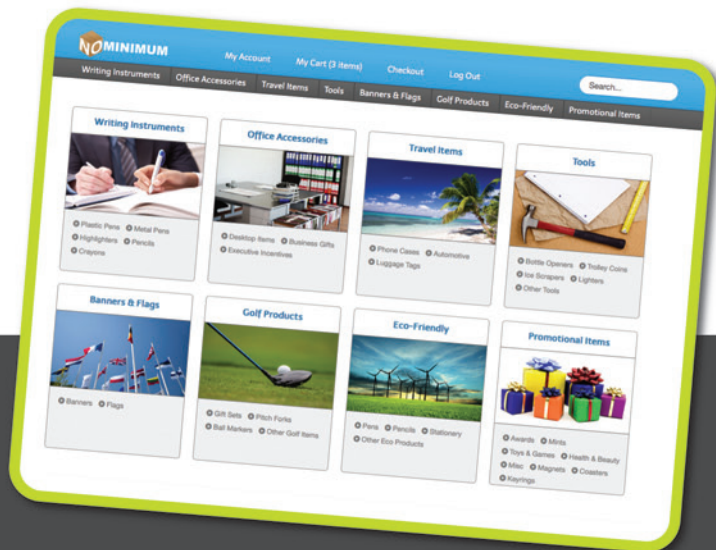 NOMINIMUM
My Account My Cart (3 items) Checkout Log Out
Search...
Writing Instruments Office Accessories Travel Items Tools Banners & Flags Golf Products Eco-Friendly Promotional Items
Writing Instruments
Plastic Pens Metal Pens
Highlighters Pencils
Crayons
Office Accessories
Desktop Items Business Gifts
Executive Incentives
Travel Items
Phone Cases Automotive
Luggage Tags
Tools
Bottle Openers Trolley Coins
Ice Scrapers Lighters
Other Tools
Banners & Flags
Banners Flags
Golf Products
Gift Sets Pitch Forks
Ball Markers Other Golf Items
Eco-Friendly
Pens Pencils Stationery
Other Eco Products
Promotional Items
Awards Mints
Toys & Games Health & Beauty
Misc Magnets Coasters
Keyrings